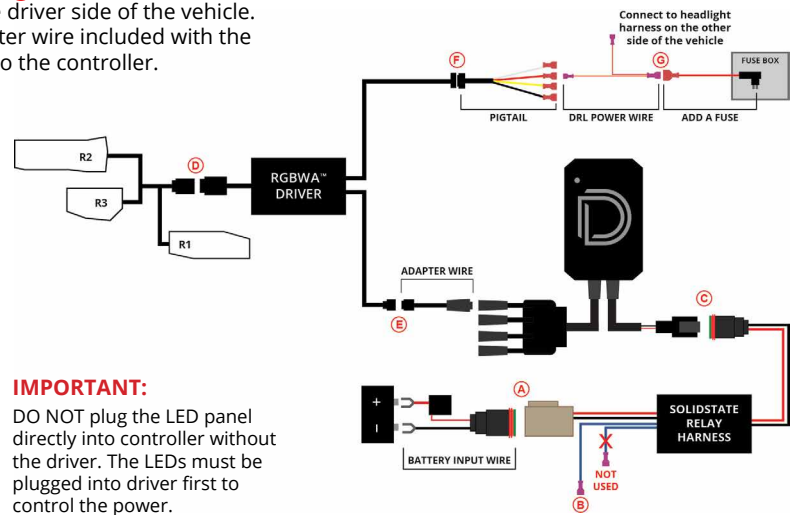 driver side of the vehicle.
ter wire included with the
o the controller.
Connect to headlight
harness on the other
side of the vehicle
F
G
FUSE BOX
PIGTAIL
DRL POWER WIRE
ADD A FUSE
R2
D
RGBWA™
DRIVER
R3
R1
ADAPTER WIRE
E
C
IMPORTANT:
DO NOT plug the LED panel
directly into controller without
the driver. The LEDs must be
plugged into driver first to
control the power.
+
–
A
BATTERY INPUT WIRE
SOLIDSTATE
RELAY
HARNESS
X
NOT
USED
B